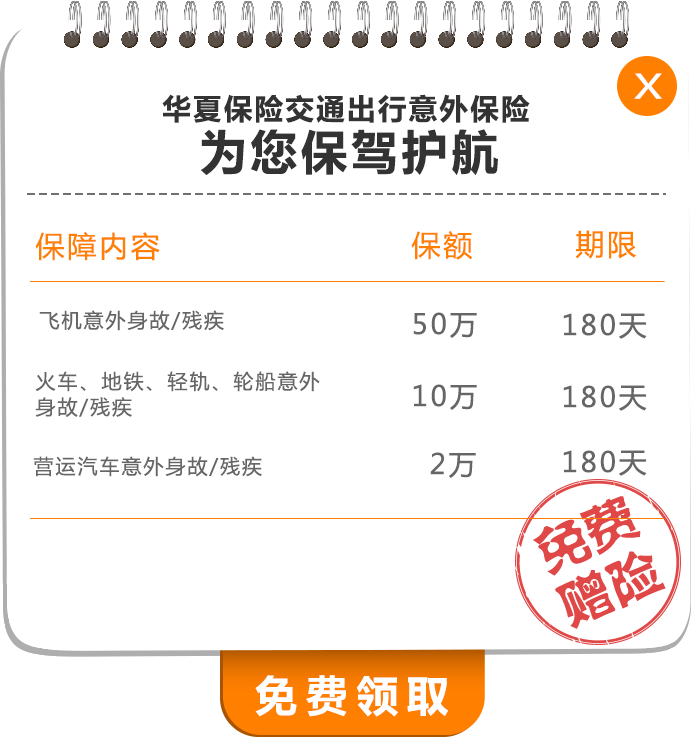 X
华夏保险交通出行意外保险
为您保驾护航
保障内容 保额 期限
飞机意外身故/残疾 50万 180天
火车、地铁、轻轨、轮船意外
身故/残疾 10万 180天
营运汽车意外身故/残疾 2万 180天
免费
赠险
免费领取